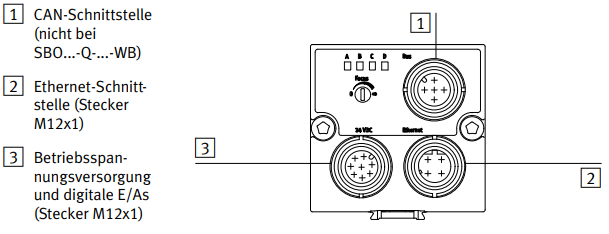 1 CAN-Schnittstelle
(nicht bei
SBO...-Q-...-WB)
2 Ethernet-Schnitt-
stelle (Stecker
M12x1)
3 Betriebsspan-
nungsversorgung
und digitale E/As
(Stecker M12x1)
1
A B C D
Bus
Focus
24 VDC
Ethernet
3
2